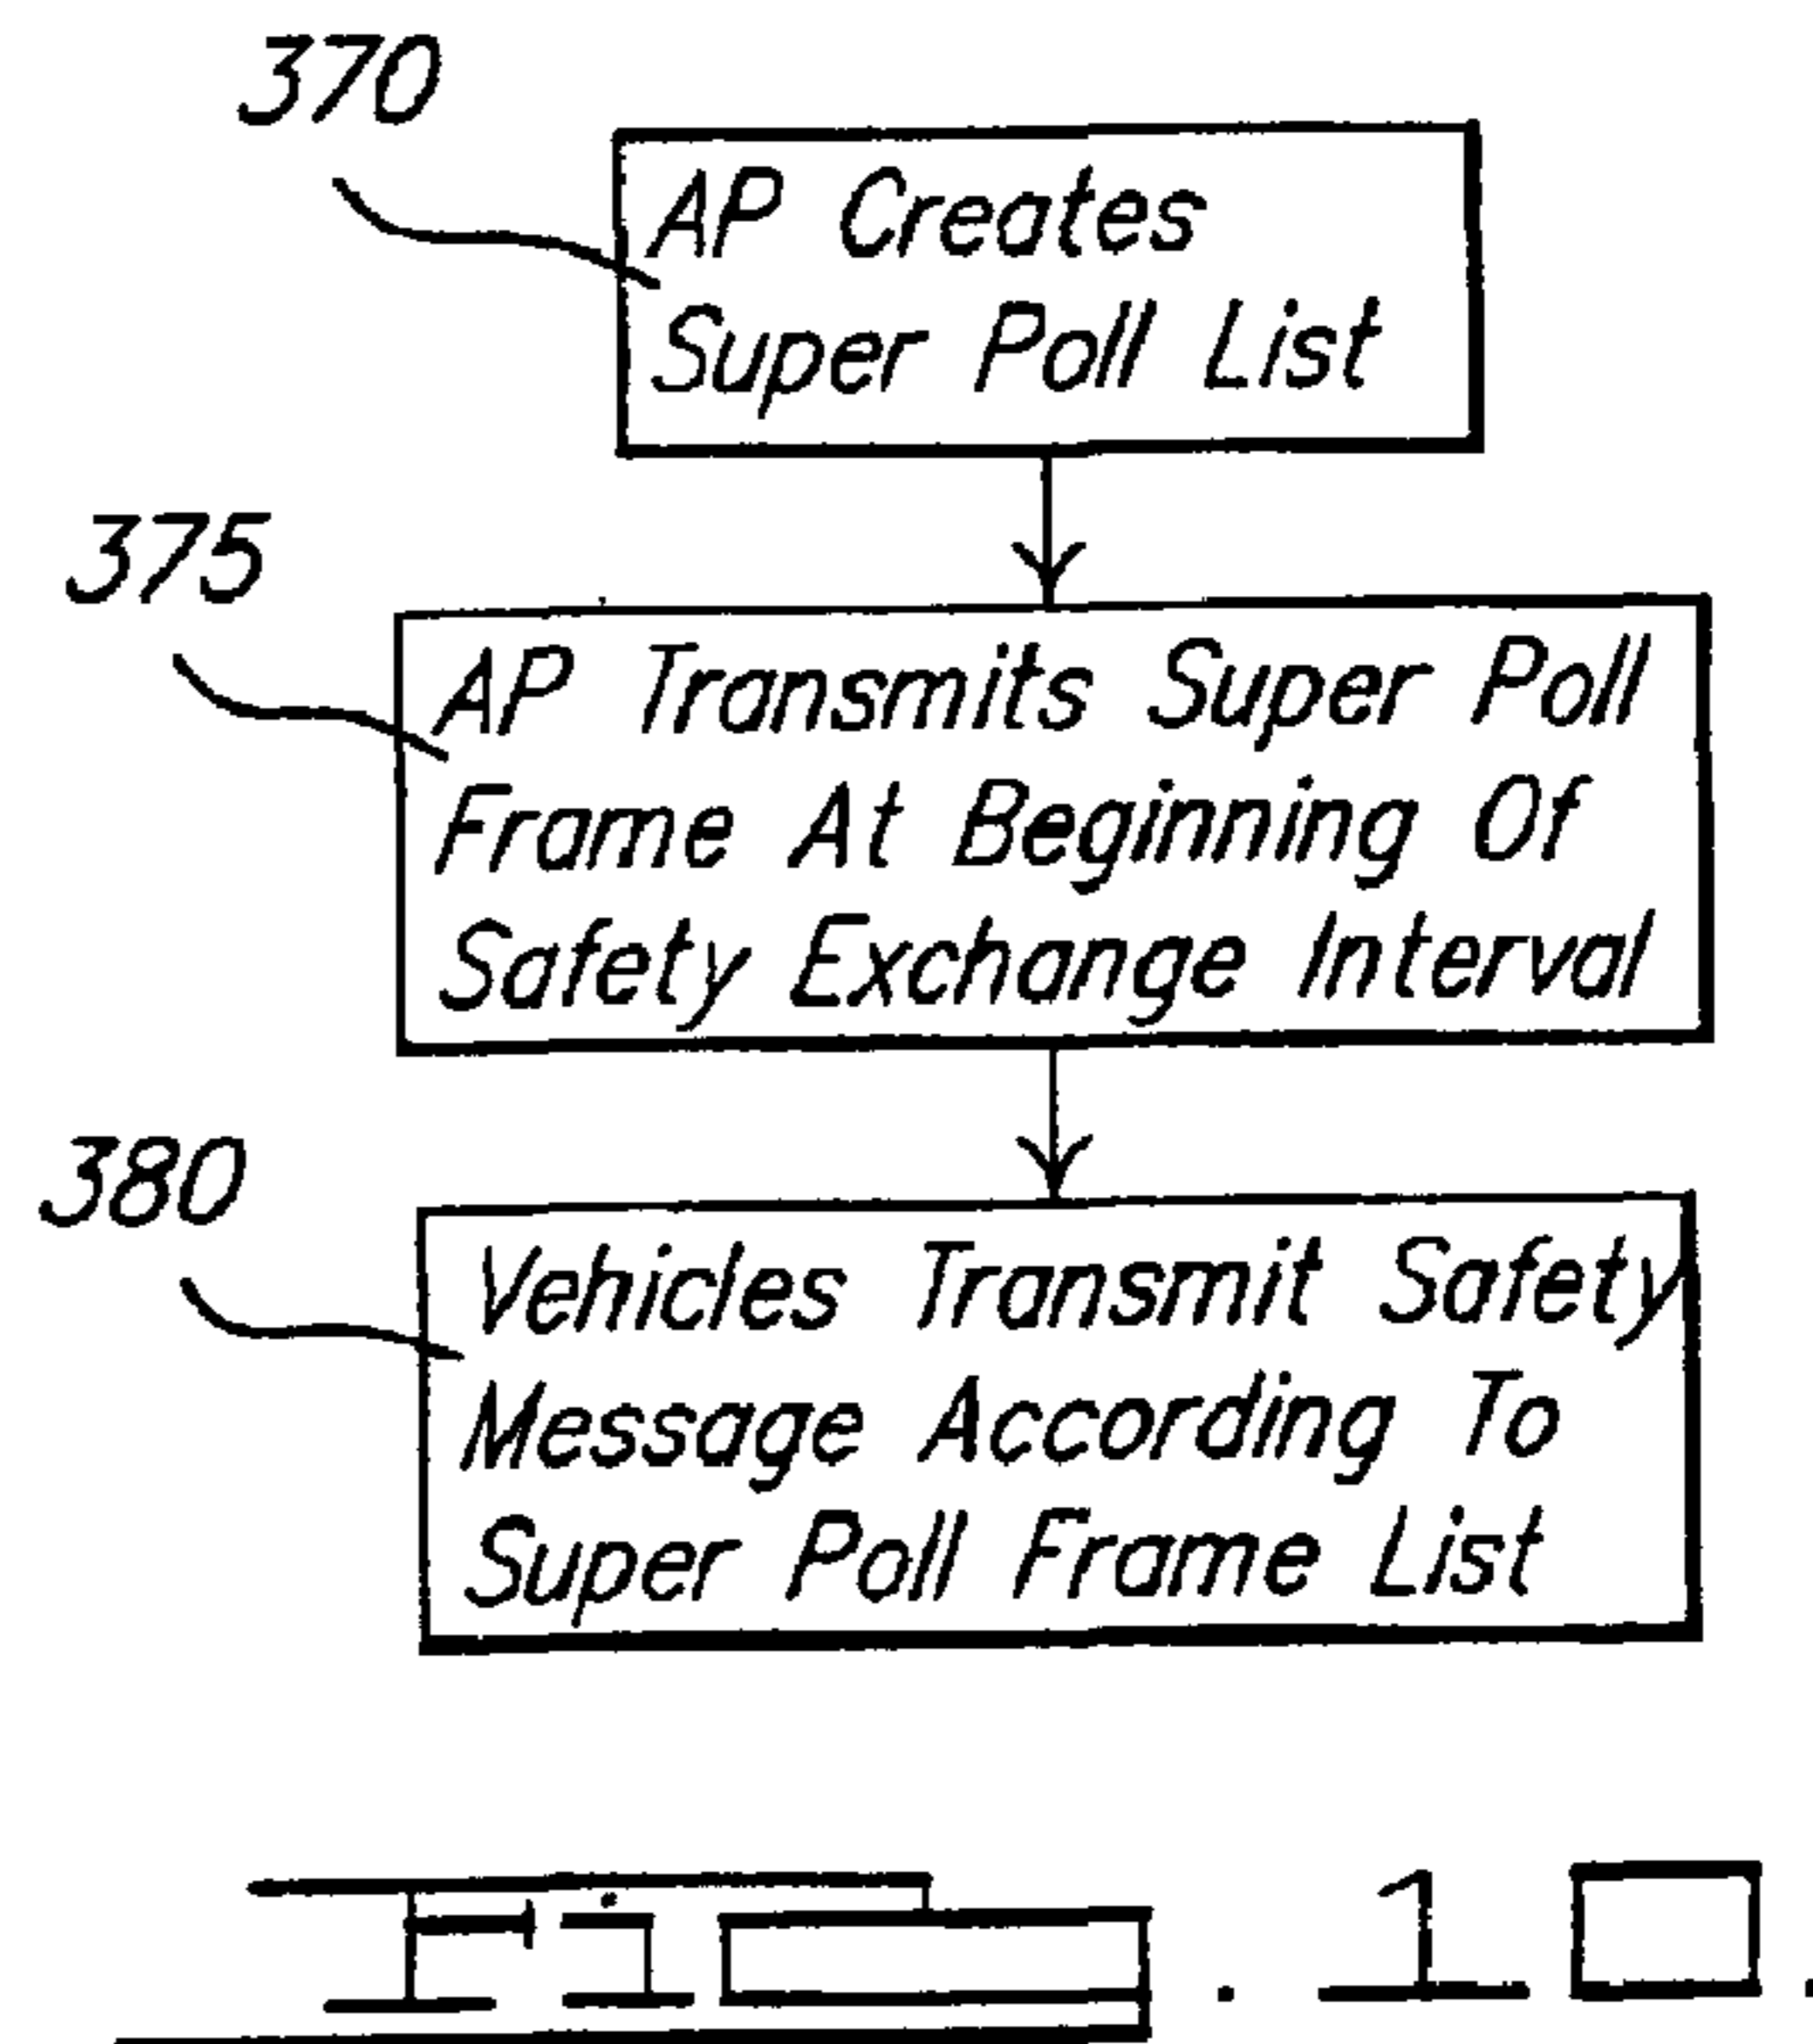 370
AP Creates
Super Poll List
375
AP Transmits Super Poll
Frame At Beginning Of
Safety Exchange Interval
380
Vehicles Transmit Safety
Message According To
Super Poll Frame List
Fig. 10.